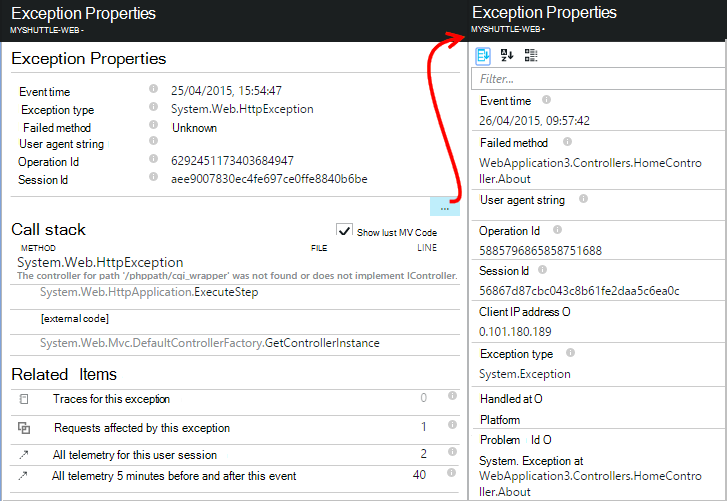 Exception Properties
MYSHUTTLE-WEB -
Exception Properties
Event time 25/04/2015, 15:54:47
Exception type System.Web.HttpException
Failed method Unknown
User agent string
Operation Id 6292451173403684947
Session Id aee9007830ec4fe697ce0ffe8840b6be
...
Call stack
Show Iust MV Code
METHOD FILE LINE
System.Web.HttpException
The controller for path '/phppath/cgi_wrapper' was not found or does not implement IController.
System.Web.HttpApplication.ExecuteStep
[external code]
System.Web.Mvc.DefaultControllerFactory.GetControllerInstance
Related Items
Traces for this exception 0
Requests affected by this exception 1
All telemetry for this user session 2
All telemetry 5 minutes before and after this event 40
Exception Properties
MYSHUTTLE-WEB •
Filter...
Event time
26/04/2015, 09:57:42
Failed method
WebApplication3.Controllers.HomeContro
ller.About
User agent string
Operation Id
5885796865858751688
Session Id
56867d87cbc043c8b61fe2daa5c6ea0c
Client IP address O
0.101.180.189
Exception type
System.Exception
Handled at O
Platform
Problem Id O
System. Exception at
WebApplication3.Controllers.HomeContro
ller.About